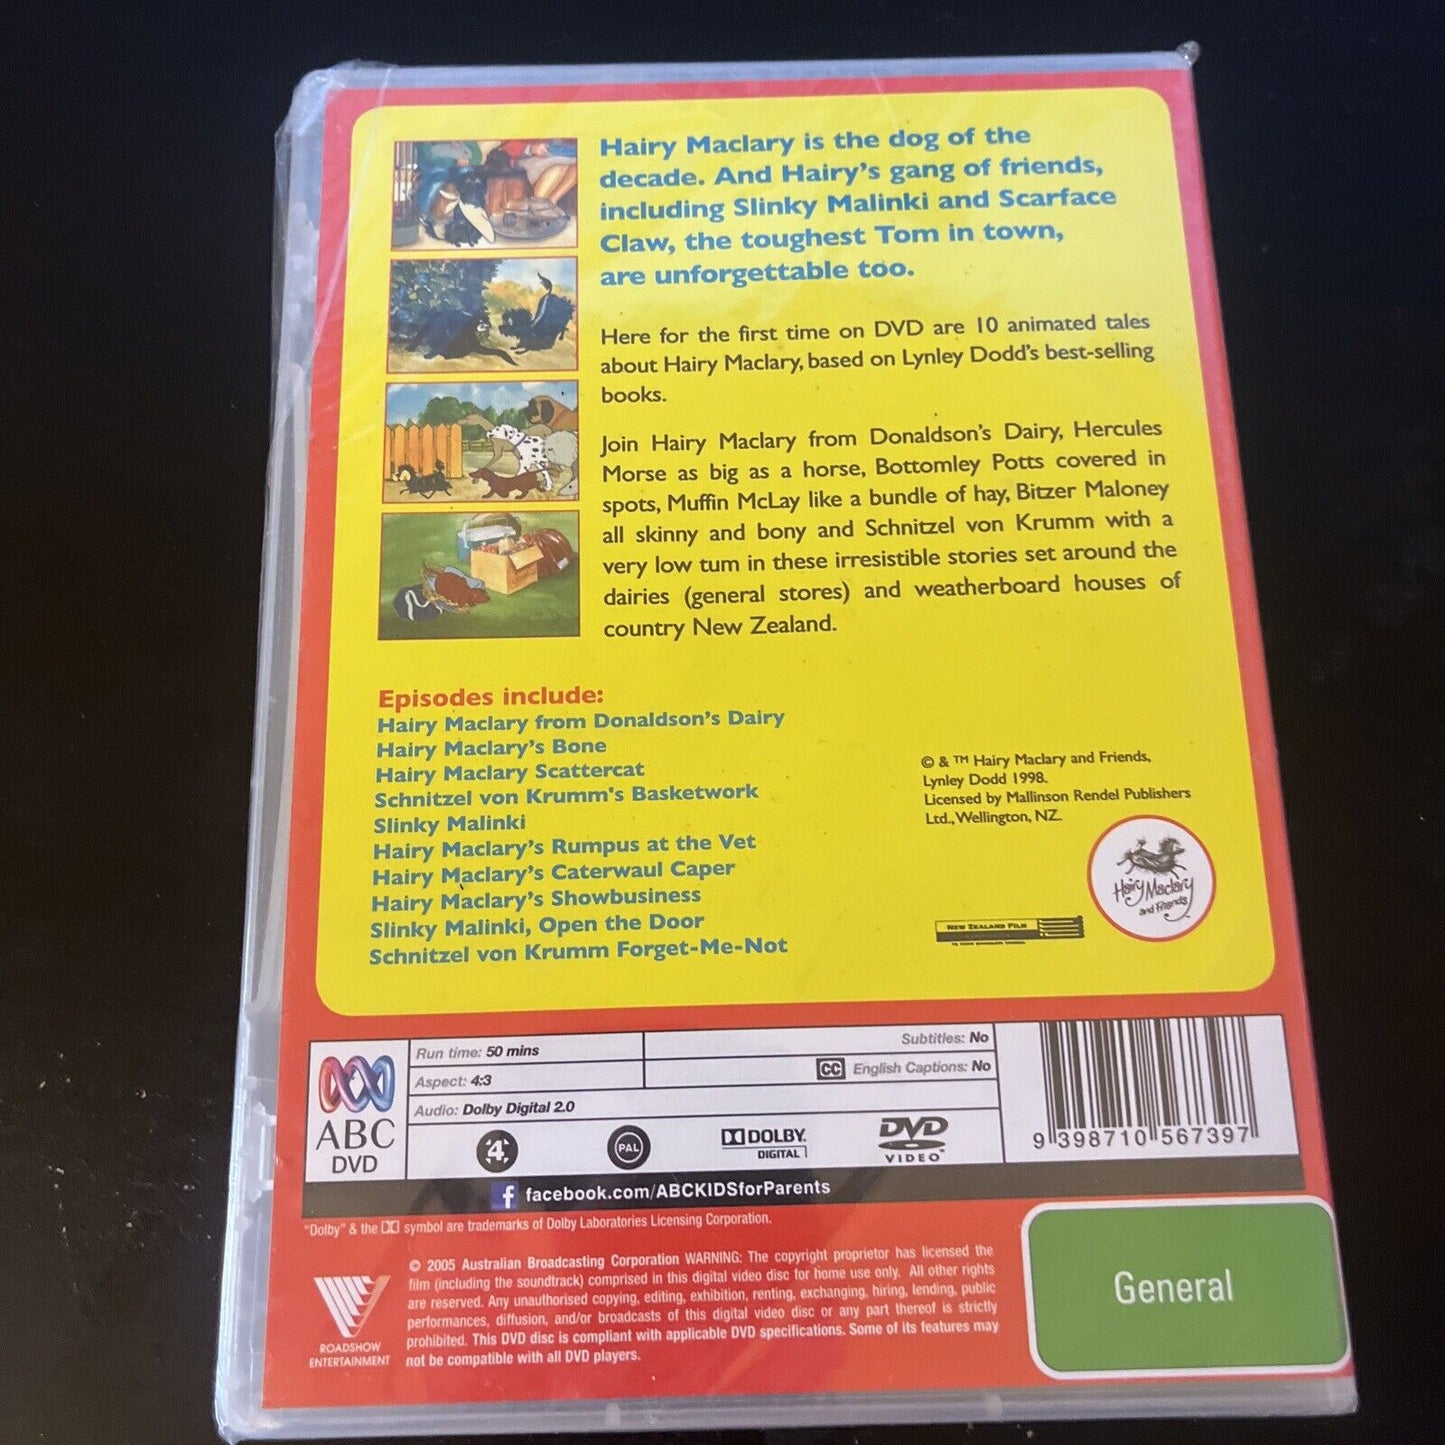 Hairy Maclary is the dog of the
decade. And Hairy's gang of friends,
including Slinky Malinki and Scarface
Claw, the toughest Tom in town,
are unforgettable too.
Here for the first time on DVD are 10 animated tales
about Hairy Maclary, based on Lynley Dodd's best-selling
books.
Join Hairy Maclary from Donaldson's Dairy, Hercules
Morse as big as a horse, Bottomley Potts covered in
spots, Muffin McLay like a bundle of hay, Bitzer Maloney
all skinny and bony and Schnitzel von Krumm with a
very low tum in these irresistible stories set around the
dairies (general stores) and weatherboard houses of
country New Zealand.
Episodes include:
Hairy Maclary from Donaldson's Dairy
Hairy Maclary's Bone
Hairy Maclary Scattercat
Schnitzel von Krumm's Basketwork
Slinky Malinki
Hairy Maclary's Rumpus at the Vet
Hairy Maclary's Caterwaul Caper
Hairy Maclary's Showbusiness
Slinky Malinki, Open the Door
Schnitzel von Krumm Forget-Me-Not
© & ™ Hairy Maclary and Friends,
Lynley Dodd 1998.
Licensed by Mallinson Rendel Publishers
Ltd., Wellington, NZ.
Hairy Maclary
and Friends
NEW ZEALAND FILM
ABC
DVD
Run time: 50 mins
Aspect: 4:3
Audio: Dolby Digital 2.0
Subtitles: No
CC English Captions: No
4
PAL
DOLBY
DIGITAL
DVD
VIDEO
9 398710 567397
facebook.com/ABCKIDSforParents
"Dolby" & the DD symbol are trademarks of Dolby Laboratories Licensing Corporation.
© 2005 Australian Broadcasting Corporation WARNING: The copyright proprietor has licensed the
film (including the soundtrack) comprised in this digital video disc for home use only. All other rights
are reserved. Any unauthorised copying, editing, exhibition, renting, exchanging, hiring, lending, public
performances, diffusion, and/or broadcasts of this digital video disc or any part thereof is strictly
prohibited. This DVD disc is compliant with applicable DVD specifications. Some of its features may
not be compatible with all DVD players.
ROADSHOW
ENTERTAINMENT
General